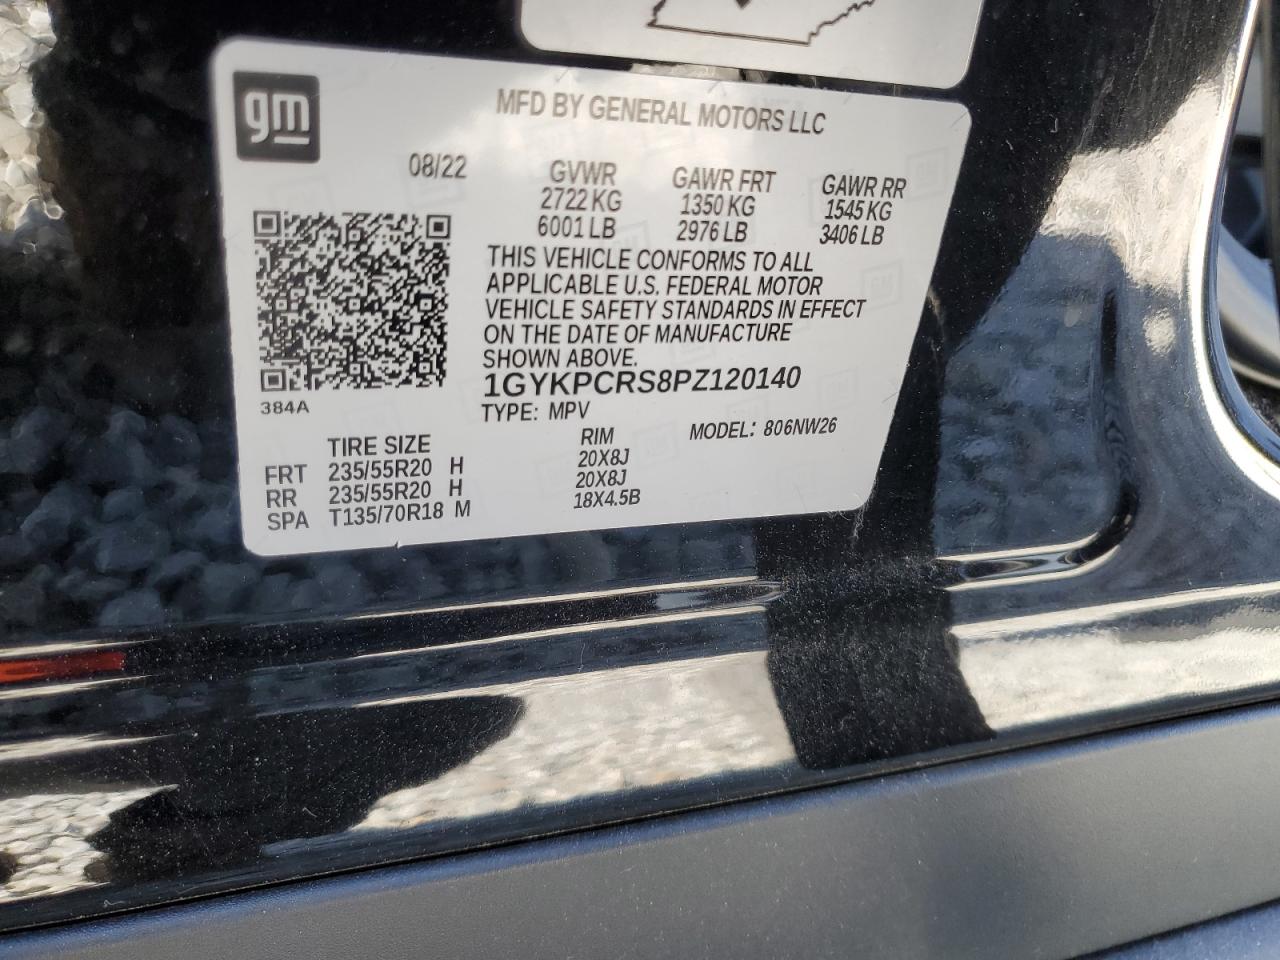 gm
MFD BY GENERAL MOTORS LLC
08/22
GVWR GAWR FRT GAWR RR
2722 KG 1350 KG 1545 KG
6001 LB 2976 LB 3406 LB
THIS VEHICLE CONFORMS TO ALL
APPLICABLE U.S. FEDERAL MOTOR
VEHICLE SAFETY STANDARDS IN EFFECT
ON THE DATE OF MANUFACTURE
SHOWN ABOVE.
1GYKPCRS8PZ120140
384A
TYPE: MPV MODEL: 806NW26
TIRE SIZE RIM
FRT 235/55R20 H 20X8J
RR 235/55R20 H 20X8J
SPA T135/70R18 M 18X4.5B